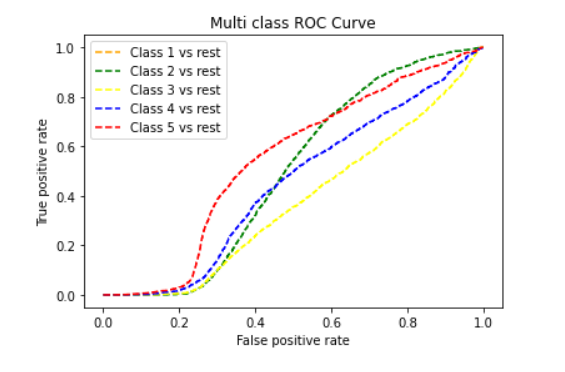 Multi class ROC Curve
1.0
0.8
0.6
0.4
0.2
0.0
True positive rate
Class 1 vs rest
Class 2 vs rest
Class 3 vs rest
Class 4 vs rest
Class 5 vs rest
0.0 0.2 0.4 0.6 0.8 1.0
False positive rate